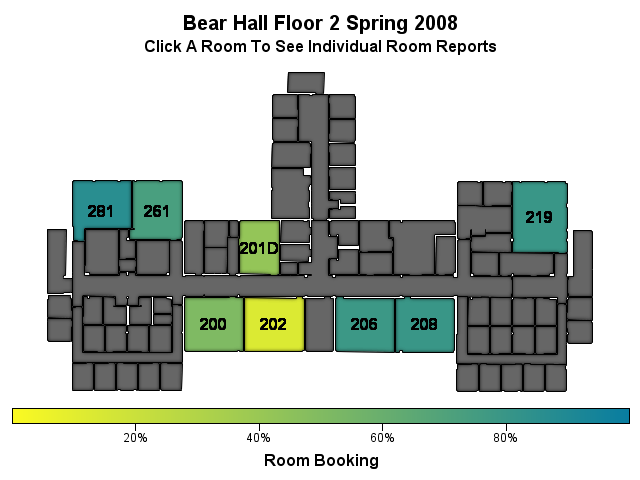 Bear Hall Floor 2 Spring 2008
Click A Room To See Individual Room Reports
281 261 219
201D
200 202 206 208
20% 40% 60% 80%
Room Booking